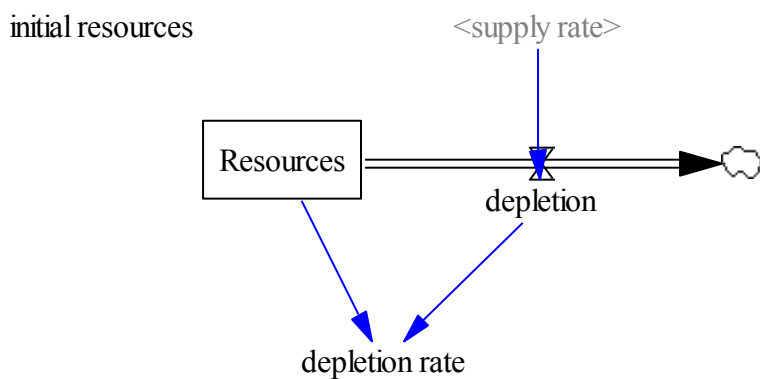 initial resources
<supply rate>
Resources
depletion
depletion rate